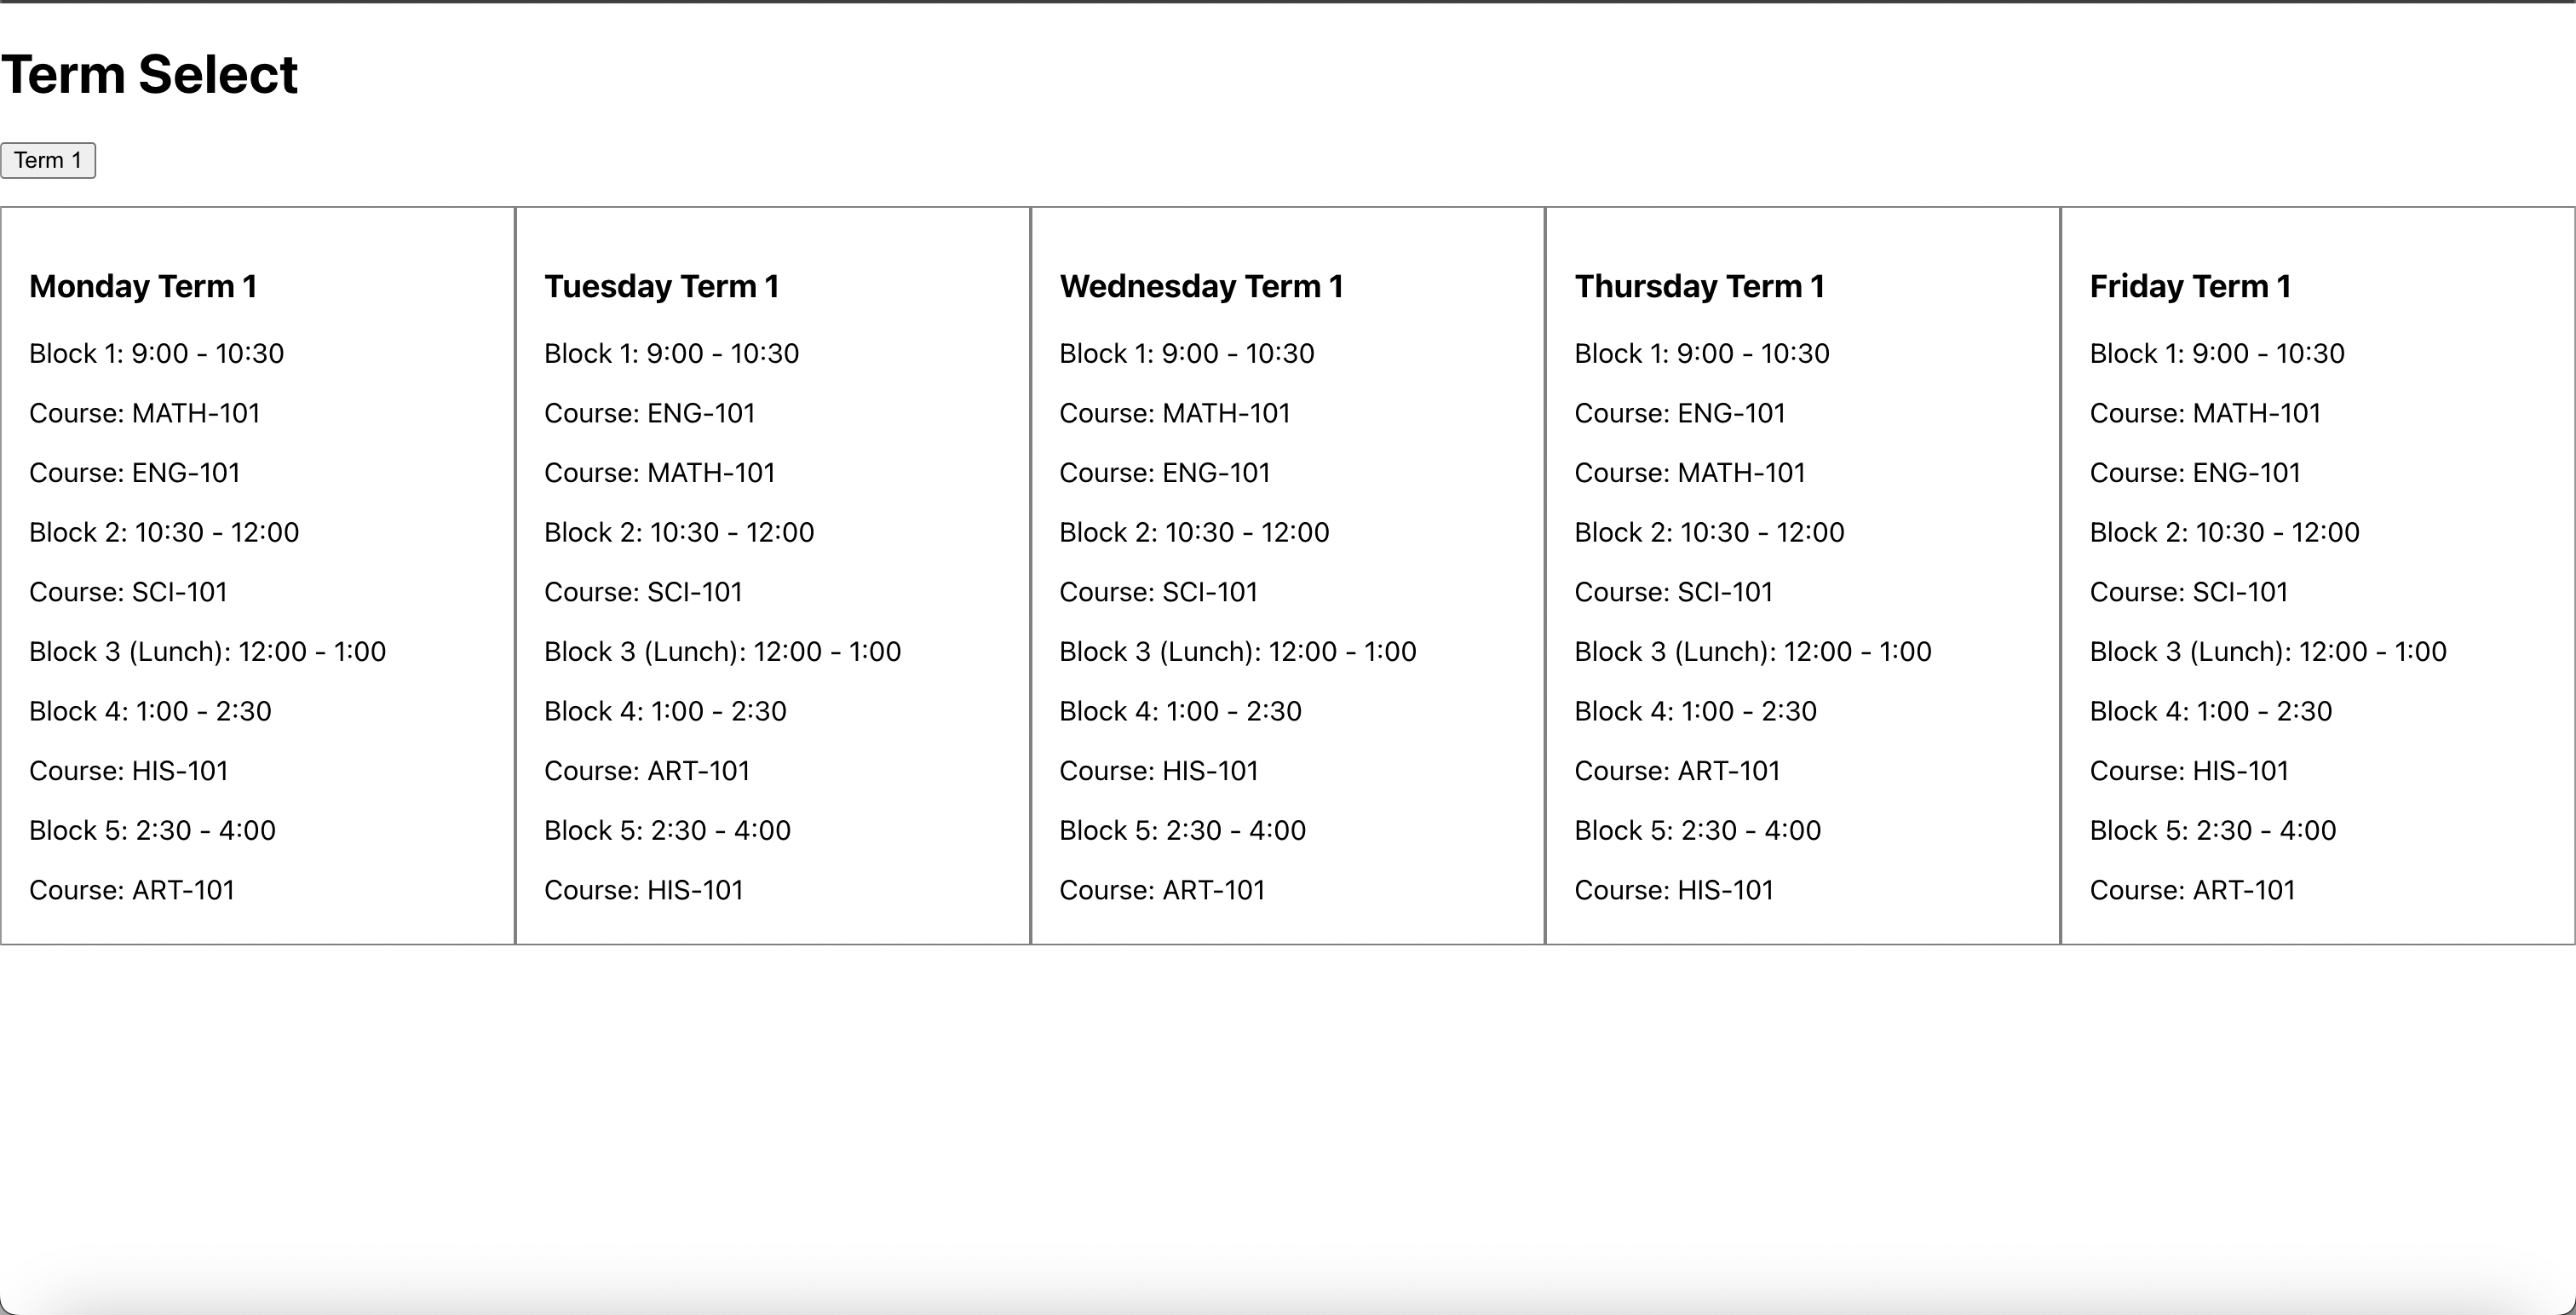 Term Select
Term 1
Monday Term 1
Block 1: 9:00 - 10:30
Course: MATH-101
Course: ENG-101
Block 2: 10:30 - 12:00
Course: SCI-101
Block 3 (Lunch): 12:00 - 1:00
Block 4: 1:00 - 2:30
Course: HIS-101
Block 5: 2:30 - 4:00
Course: ART-101
Tuesday Term 1
Block 1: 9:00 - 10:30
Course: ENG-101
Course: MATH-101
Block 2: 10:30 - 12:00
Course: SCI-101
Block 3 (Lunch): 12:00 - 1:00
Block 4: 1:00 - 2:30
Course: ART-101
Block 5: 2:30 - 4:00
Course: HIS-101
Wednesday Term 1
Block 1: 9:00 - 10:30
Course: MATH-101
Course: ENG-101
Block 2: 10:30 - 12:00
Course: SCI-101
Block 3 (Lunch): 12:00 - 1:00
Block 4: 1:00 - 2:30
Course: HIS-101
Block 5: 2:30 - 4:00
Course: ART-101
Thursday Term 1
Block 1: 9:00 - 10:30
Course: ENG-101
Course: MATH-101
Block 2: 10:30 - 12:00
Course: SCI-101
Block 3 (Lunch): 12:00 - 1:00
Block 4: 1:00 - 2:30
Course: ART-101
Block 5: 2:30 - 4:00
Course: HIS-101
Friday Term 1
Block 1: 9:00 - 10:30
Course: MATH-101
Course: ENG-101
Block 2: 10:30 - 12:00
Course: SCI-101
Block 3 (Lunch): 12:00 - 1:00
Block 4: 1:00 - 2:30
Course: HIS-101
Block 5: 2:30 - 4:00
Course: ART-101